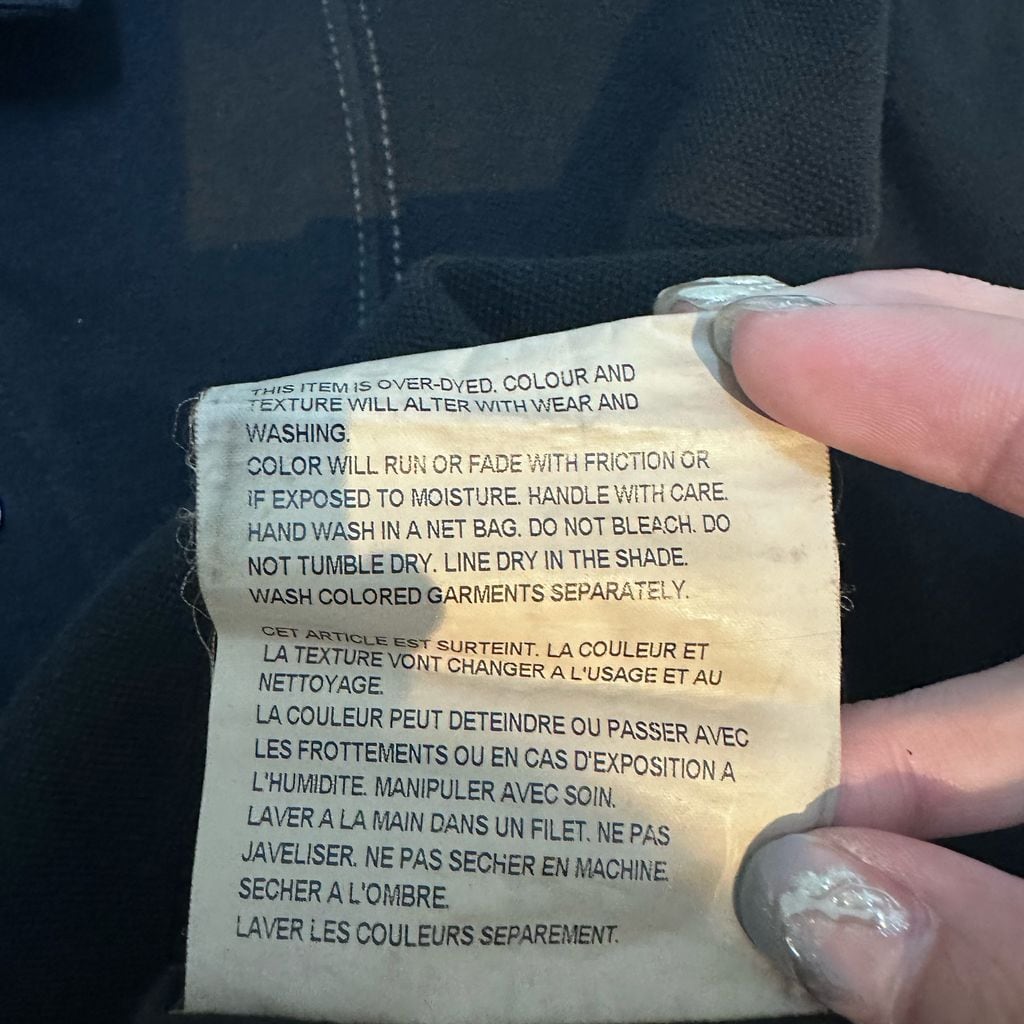 THIS ITEM IS OVER-DYED. COLOUR AND
TEXTURE WILL ALTER WITH WEAR AND
WASHING.
COLOR WILL RUN OR FADE WITH FRICTION OR
IF EXPOSED TO MOISTURE. HANDLE WITH CARE.
HAND WASH IN A NET BAG. DO NOT BLEACH. DO
NOT TUMBLE DRY. LINE DRY IN THE SHADE.
WASH COLORED GARMENTS SEPARATELY.
CET ARTICLE EST SURTEINT. LA COULEUR ET
LA TEXTURE VONT CHANGER A L'USAGE ET AU
NETTOYAGE.
LA COULEUR PEUT DETEINDRE OU PASSER AVEC
LES FROTTEMENTS OU EN CAS D'EXPOSITION A
L'HUMIDITE. MANIPULER AVEC SOIN.
LAVER A LA MAIN DANS UN FILET. NE PAS
JAVELISER. NE PAS SECHER EN MACHINE.
SECHER A L'OMBRE.
LAVER LES COULEURS SEPAREMENT.